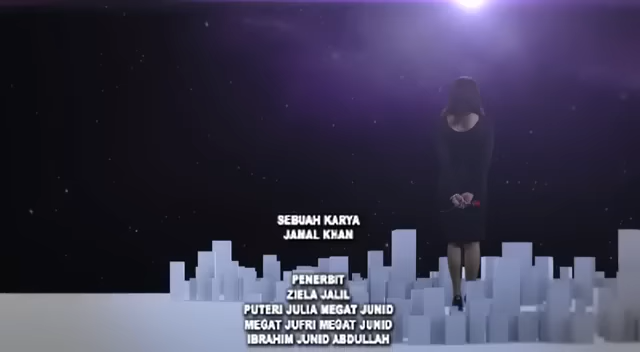 SEBUAH KARYA
JAMAL KHAN
PENERBIT
ZIELA JALIL
PUTERI JULIA MEGAT JUNID
MEGAT JUFRI MEGAT JUNID
IBRAHIM JUNID ABDULLAH